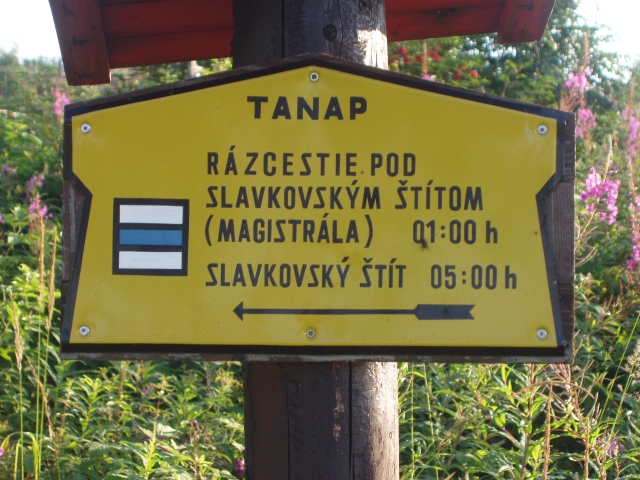 TANAP
RÁZCESTIE POD
SLAVKOVSKÝM ŠTÍTOM
(MAGISTRÁLA) 01:00 h
SLAVKOVSKÝ ŠTÍT 05:00 h